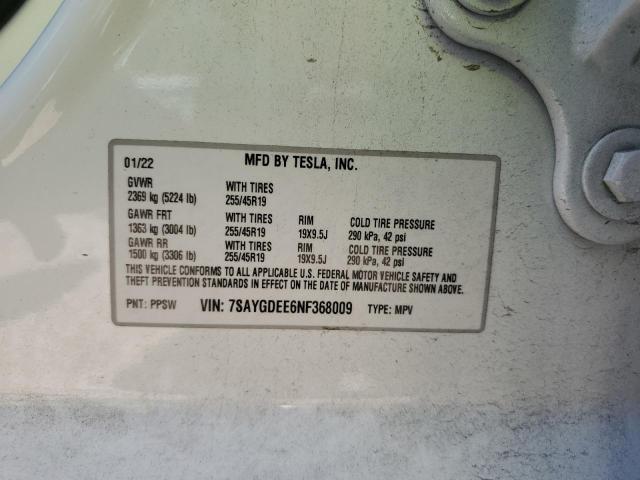 01/22 MFD BY TESLA, INC.
GVWR WITH TIRES
2369 kg (5224 lb) 255/45R19
GAWR FRT WITH TIRES RIM COLD TIRE PRESSURE
1363 kg (3004 lb) 255/45R19 19X9.5J 290 kPa, 42 psi
GAWR RR WITH TIRES RIM COLD TIRE PRESSURE
1500 kg (3306 lb) 255/45R19 19X9.5J 290 kPa, 42 psi
THIS VEHICLE CONFORMS TO ALL APPLICABLE U.S. FEDERAL MOTOR VEHICLE SAFETY AND
THEFT PREVENTION STANDARDS IN EFFECT ON THE DATE OF MANUFACTURE SHOWN ABOVE.
PNT: PPSW VIN: 7SAYGDEE6NF368009 TYPE: MPV